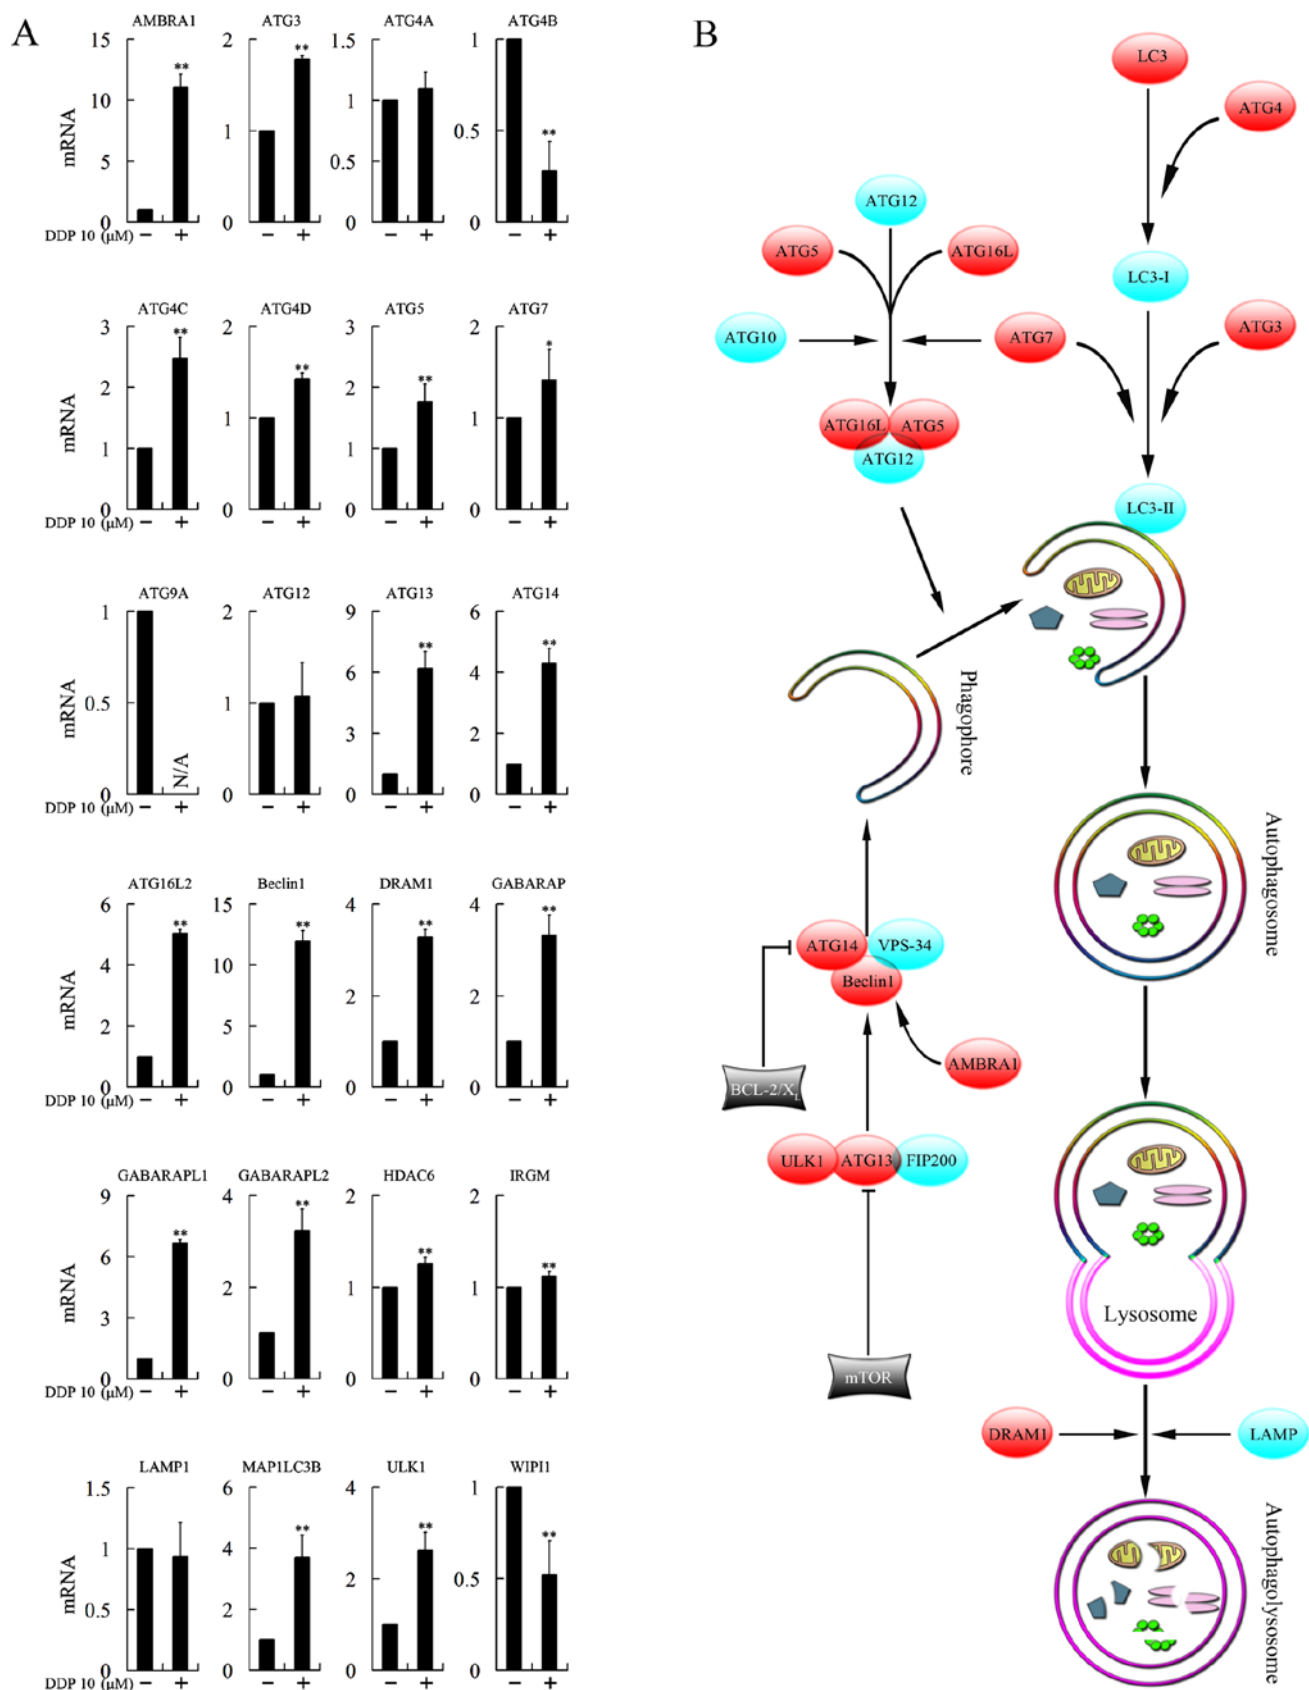 A
AMBRA1 ATG3 ATG4A ATG4B
15 2 1.5 1
** ** **
10 1 1 0.5
5 0.5
0 0 0 0
mRNA
DDP 10 (μM) − + − + − + − +
ATG4C ATG4D ATG5 ATG7
3 2 3 2
** ** ** *
2 1 2 1
1 1
0 0 0 0
mRNA
DDP 10 (μM) − + − + − + − +
ATG9A ATG12 ATG13 ATG14
1 2 9 6
** **
0.5 1 6 4
3 2
0 0 0 0
N/A
mRNA
DDP 10 (μM) − + − + − + − +
ATG16L2 Beclin1 DRAM1 GABARAP
6 15 4 4
** ** ** **
4 10 2 2
2 5
0 0 0 0
mRNA
DDP 10 (μM) − + − + − + − +
GABARAPL1 GABARAPL2 HDAC6 IRGM
9 4 2 2
** ** ** **
6 2 1 1
3
0 0 0 0
mRNA
DDP 10 (μM) − + − + − + − +
LAMP1 MAP1LC3B ULK1 WIPI1
1.5 6 4 1
** ** **
1 4 2 0.5
0.5 2
0 0 0 0
mRNA
DDP 10 (μM) − + − + − + − +
B
LC3
ATG4
ATG12
ATG5 ATG16L
LC3-I
ATG10 ATG7 ATG3
ATG16L ATG5
ATG12
LC3-II
Phagophore
Autophagosome
ATG14 VPS-34
Beclin1
AMBRA1
BCL-2/XL
ULK1 ATG13 FIP200
Lysosome
mTOR
DRAM1 LAMP
Autophagolysosome